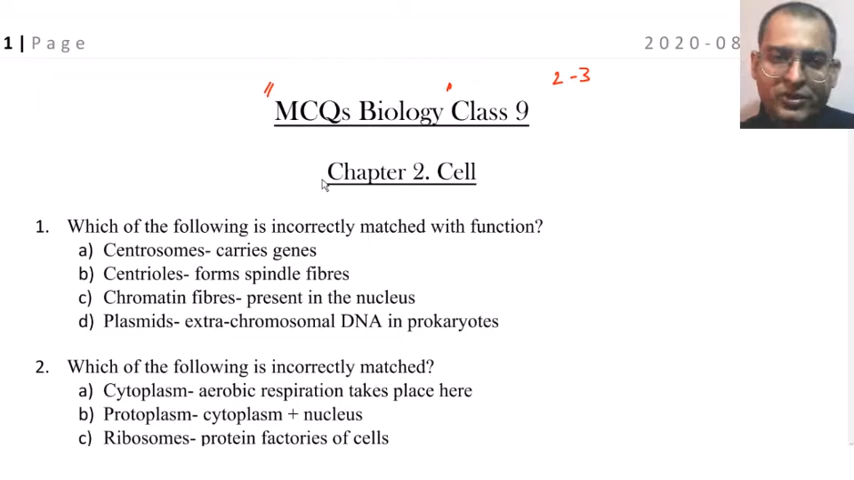 1 | Page 2020-08
2-3
MCQs Biology Class 9
Chapter 2. Cell
1. Which of the following is incorrectly matched with function?
a) Centrosomes- carries genes
b) Centrioles- forms spindle fibres
c) Chromatin fibres- present in the nucleus
d) Plasmids- extra-chromosomal DNA in prokaryotes
2. Which of the following is incorrectly matched?
a) Cytoplasm- aerobic respiration takes place here
b) Protoplasm- cytoplasm + nucleus
c) Ribosomes- protein factories of cells